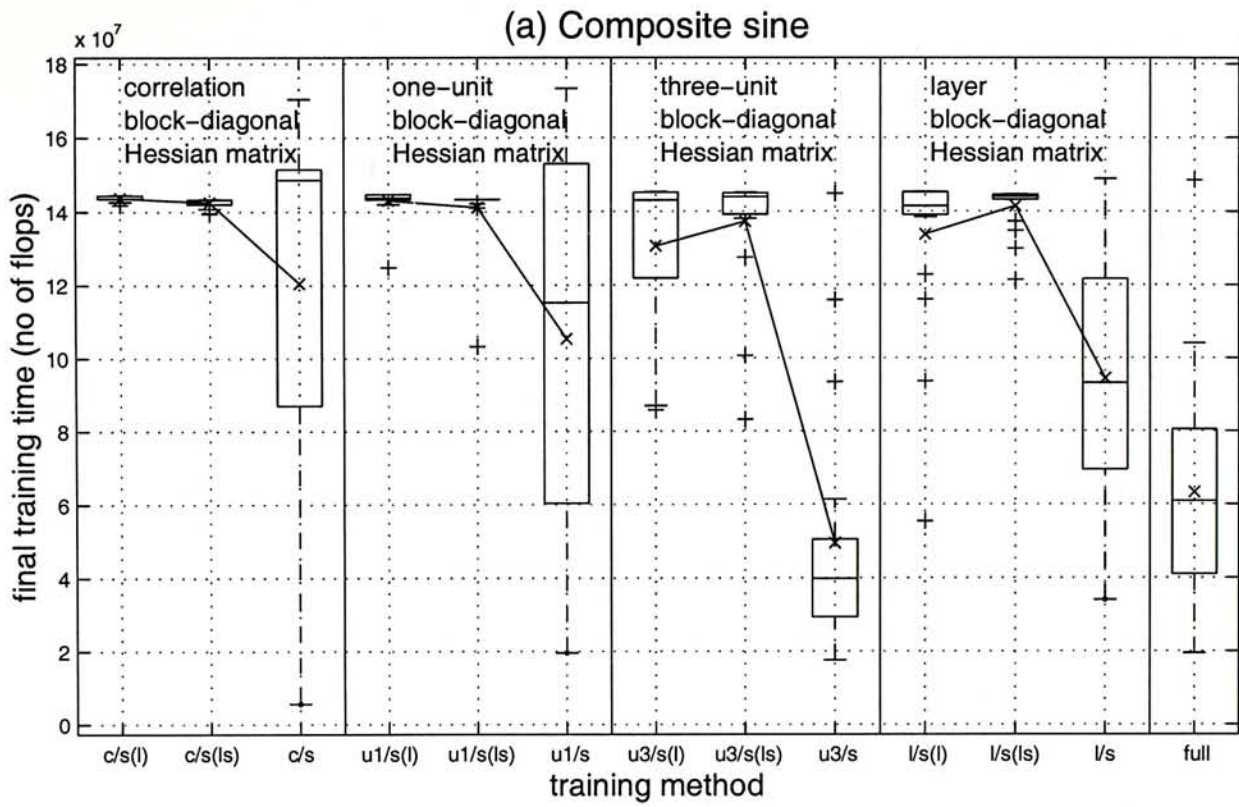 (a) Composite sine
x 10^7
18
16
14
12
10
8
6
4
2
0
final training time (no of flops)
correlation
block-diagonal
Hessian matrix
one-unit
block-diagonal
Hessian matrix
three-unit
block-diagonal
Hessian matrix
layer
block-diagonal
Hessian matrix
c/s(l) c/s(ls) c/s u1/s(l) u1/s(ls) u1/s u3/s(l) u3/s(ls) u3/s l/s(l) l/s(ls) l/s full
training method